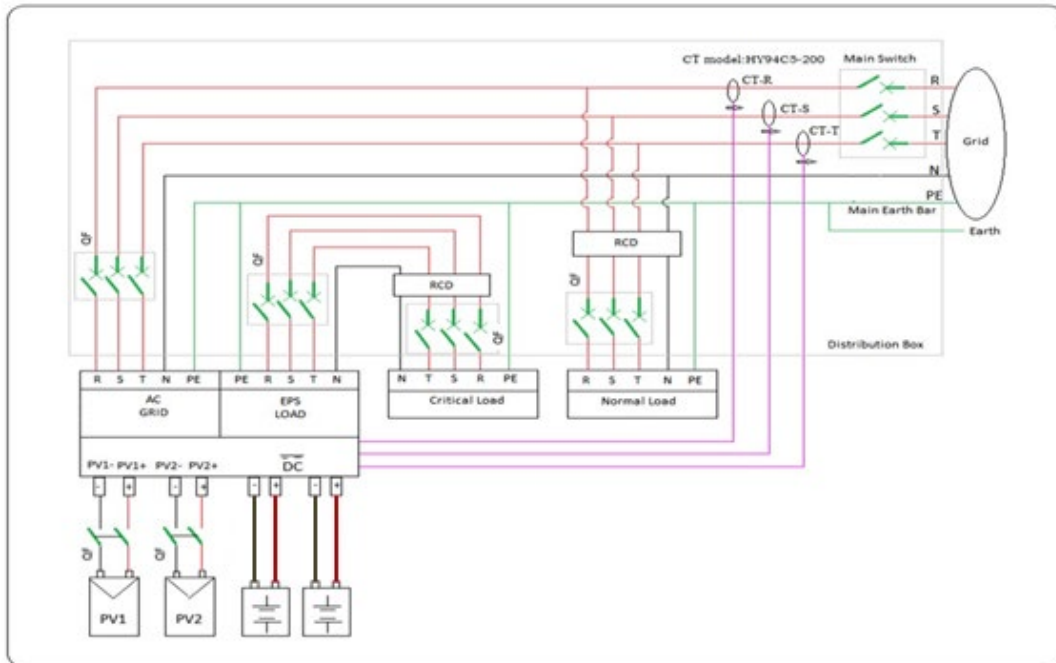 CT model:HY94C5-200 Main Switch
CT-R
R
CT-S
S
CT-T
T
Grid
N
PE
Main Earth Bar
Earth
QF
QF
RCD
RCD
QF
QF
Distribution Box
R S T N PE PE R S T N
N T S R PE
R S T N PE
AC
GRID
EPS
LOAD
Critical Load
Normal Load
PV1- PV1+ PV2- PV2+
DC
- + - + - + - +
QF QF
PV1 PV2